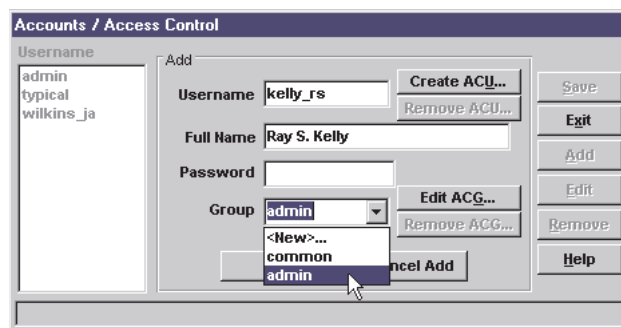 Accounts / Access Control
Username
admin
typical
wilkins_ja
Add
Username kelly_rs
Create ACU...
Remove ACU...
Full Name Ray S. Kelly
Password
Group admin
Edit ACG...
Remove ACG...
<New>...
common
admin
ncel Add
Save
Exit
Add
Edit
Remove
Help